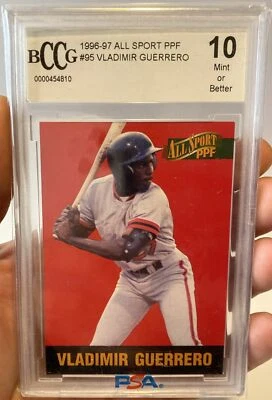 BCCG
0000454810
1996-97 ALL SPORT PPF
#95 VLADIMIR GUERRERO
10
Mint
or
Better
ALL SPORT
PPF
VLADIMIR GUERRERO
PSA